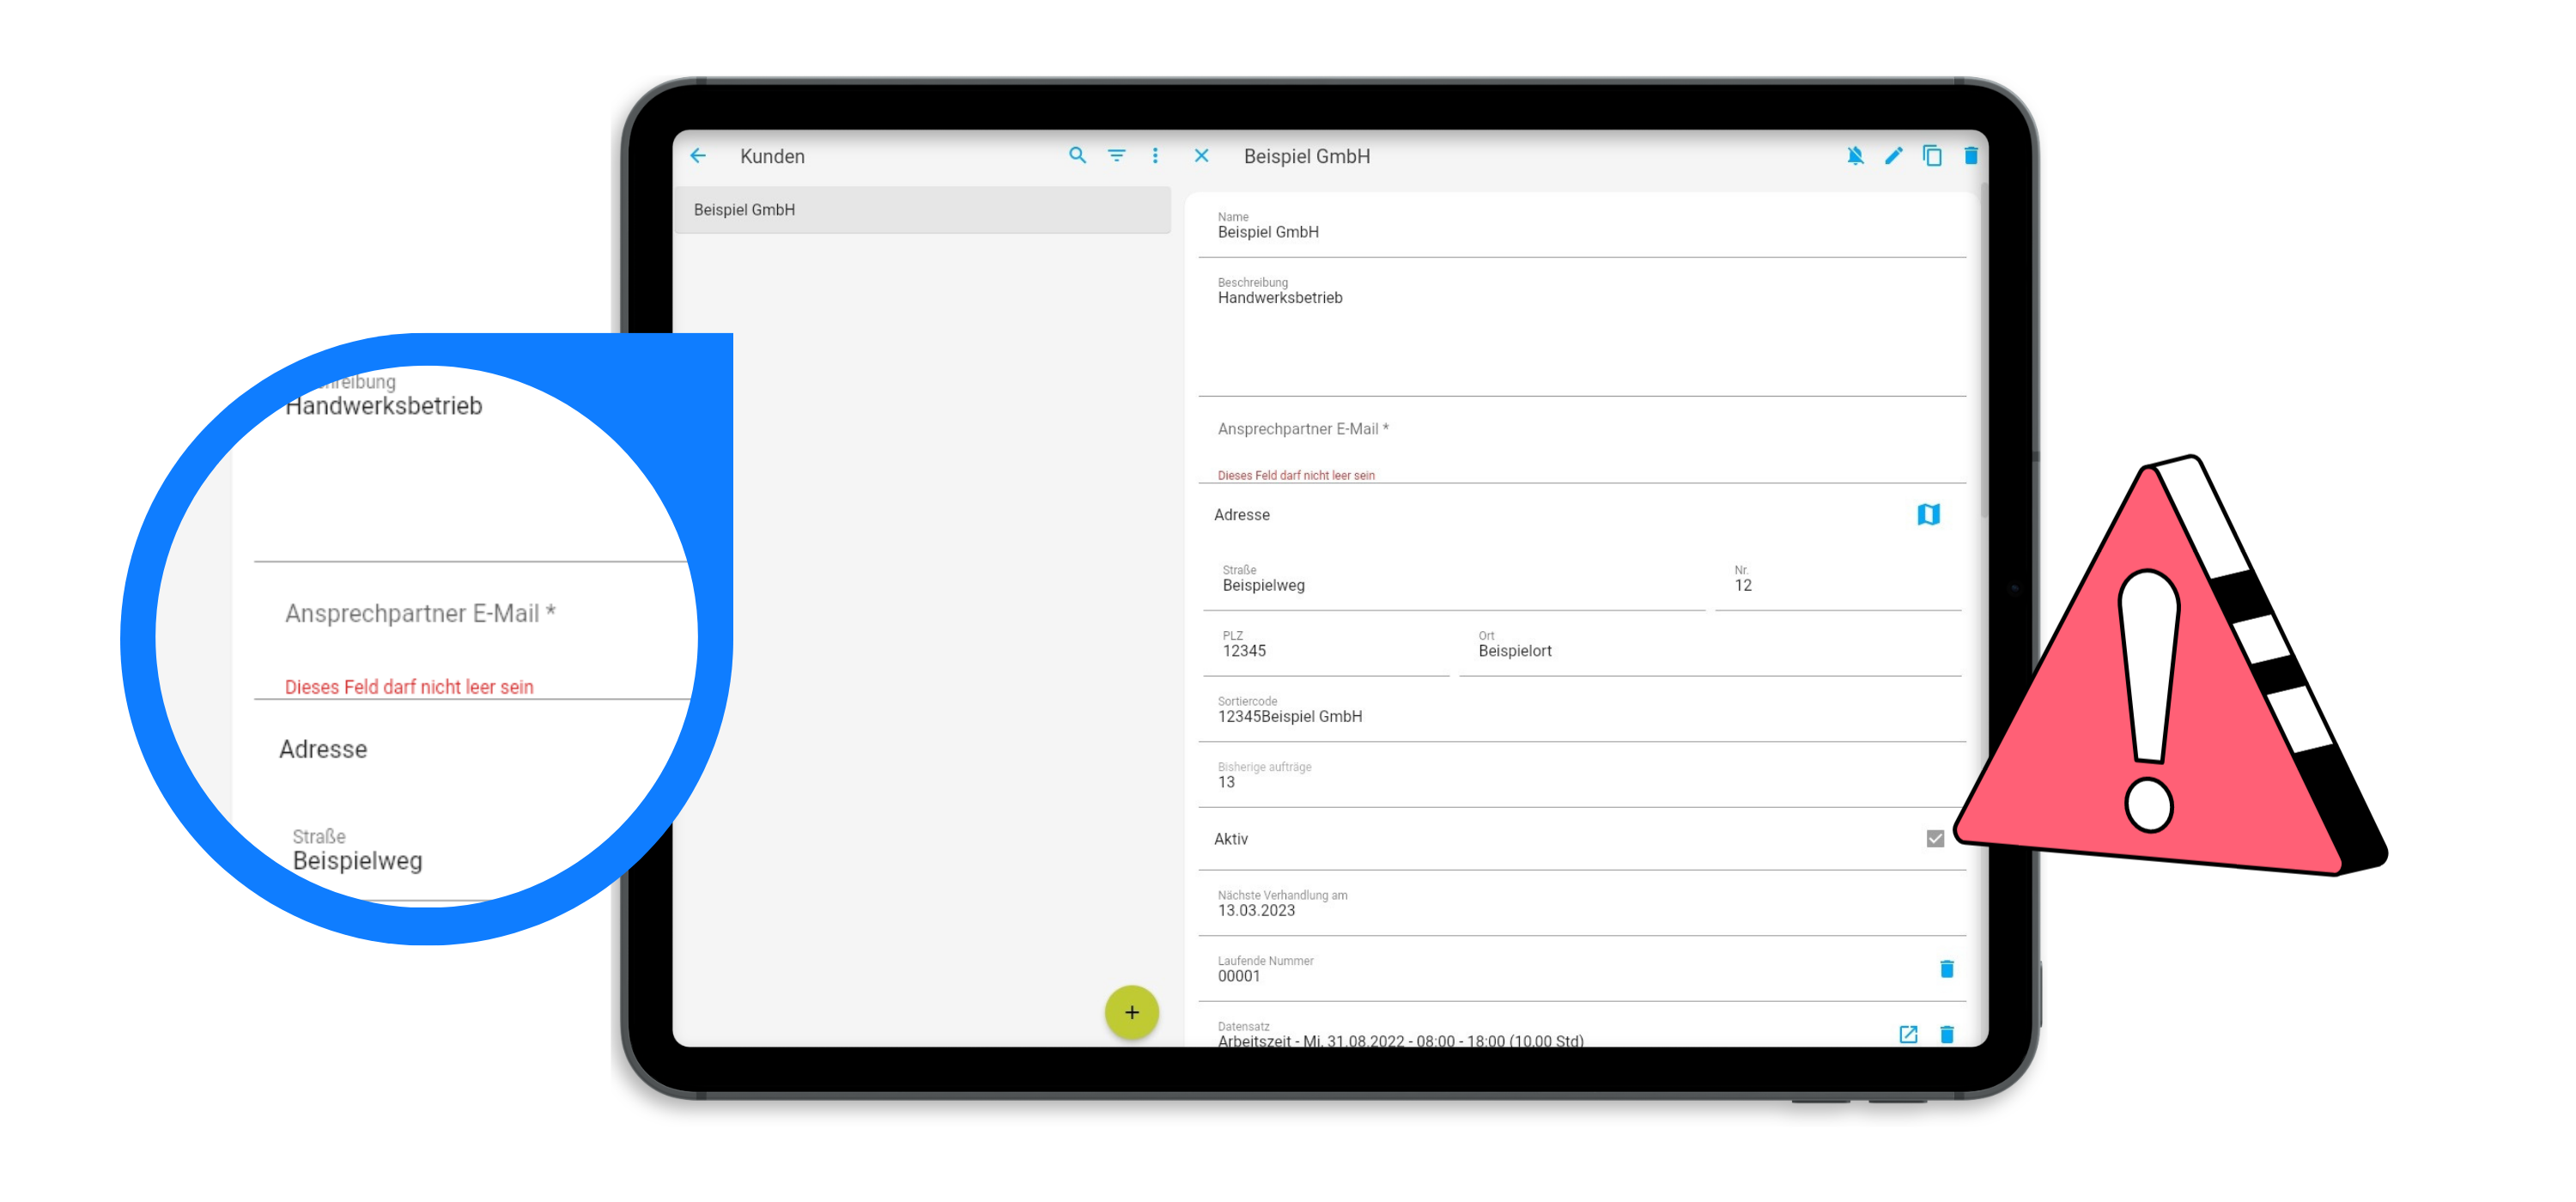 Kunden
Beispiel GmbH
Beispiel GmbH
Name
Beispiel GmbH
Beschreibung
Handwerksbetrieb
Ansprechpartner E-Mail *
Dieses Feld darf nicht leer sein
Adresse
Straße
Beispielweg
Nr.
12
PLZ
12345
Ort
Beispielort
Sortiercode
12345Beispiel GmbH
Bisherige aufträge
13
Aktiv
Nächste Verhandlung am
13.03.2023
Laufende Nummer
00001
Datensatz
Arbeitszeit - Mi, 31.08.2022 - 08:00 - 18:00 (10,00 Std)
hreibung
Handwerksbetrieb
Ansprechpartner E-Mail *
Dieses Feld darf nicht leer sein
Adresse
Straße
Beispielweg